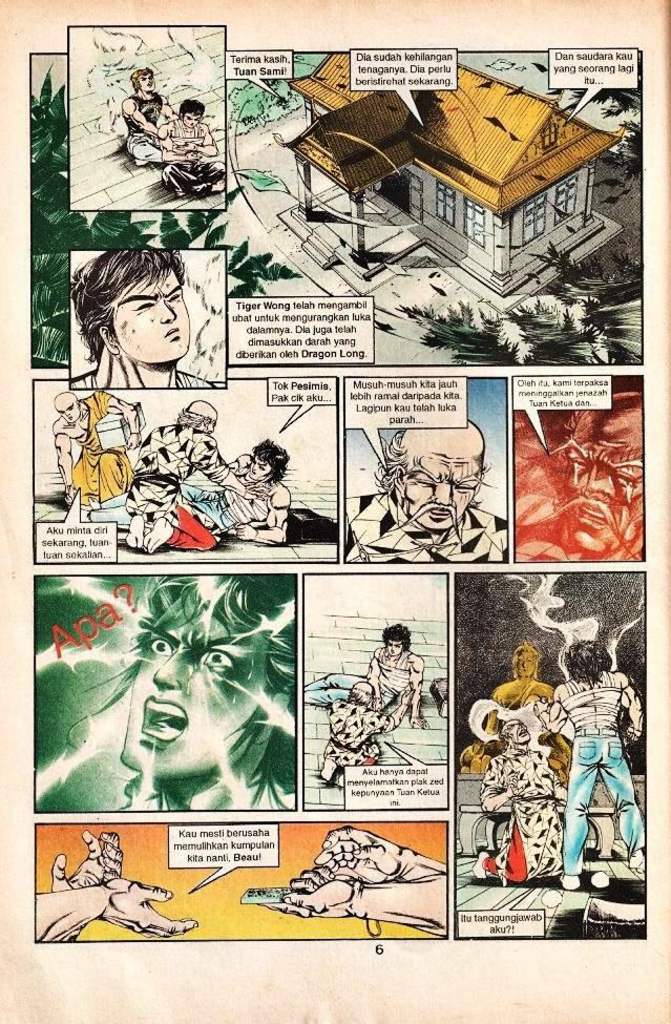 Terima kasih,
Tuan Sami!
Dia sudah kehilangan
tenaganya. Dia perlu
beristirehat sekarang.
Dan saudara kau
yang seorang lagi
itu...
Tiger Wong telah mengambil
ubat untuk mengurangkan luka
dalamnya. Dia juga telah
dimasukkan darah yang
diberikan oleh Dragon Long.
Tok Pesimis,
Pak cik aku...
Aku minta diri
sekarang, tuan-
tuan sekalian...
Musuh-musuh kita jauh
lebih ramai daripada kita.
Lagipun kau telah luka
parah...
Oleh itu, kami terpaksa
meninggalkan jenazah
Tuan Ketua dan...
Apa?
Aku hanya dapat
menyelamatkan plak zed
kepunyaan Tuan Ketua
ini.
Kau mesti berusaha
memulihkan kumpulan
kita nanti, Beau!
Itu tanggungjawab
aku?!
6